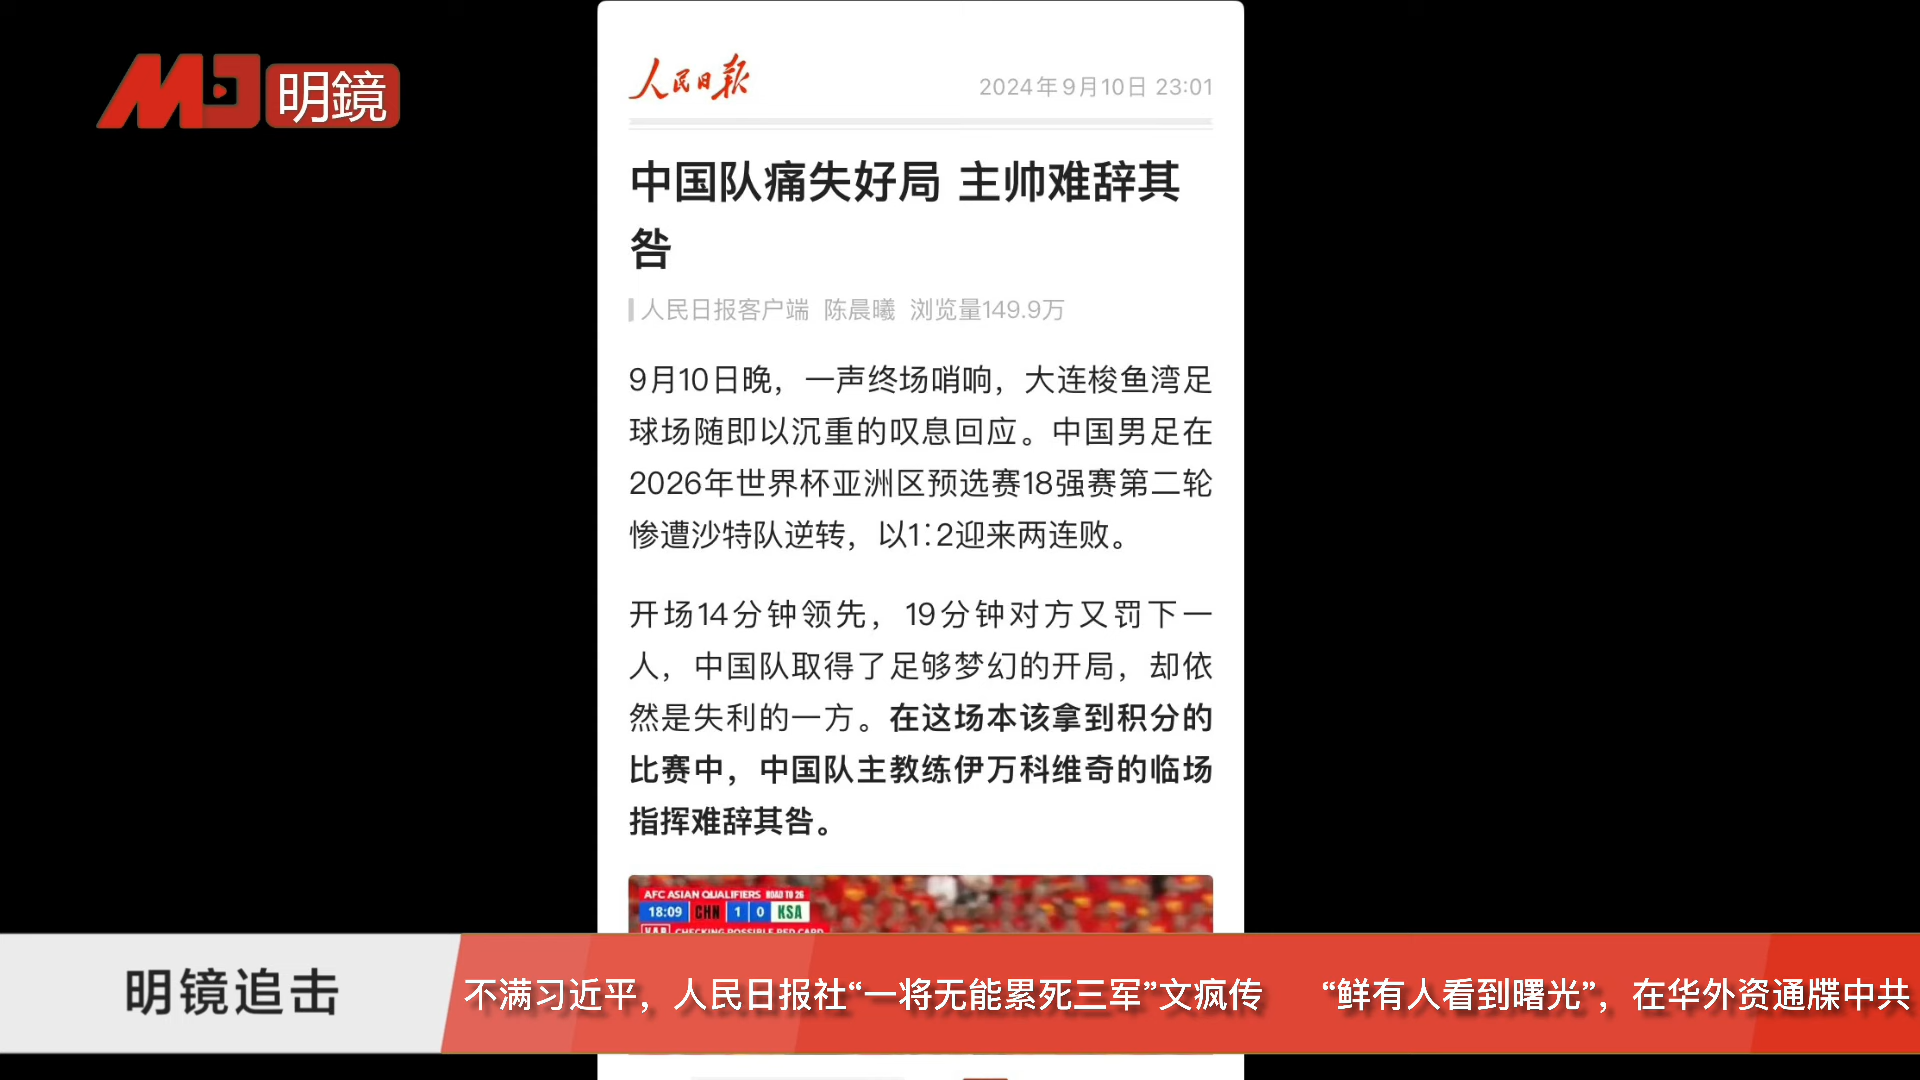 明鏡
人民日报
2024年9月10日 23:01
中国队痛失好局 主帅难辞其
咎
人民日报客户端 陈晨曦 浏览量149.9万
9月10日晚，一声终场哨响，大连梭鱼湾足
球场随即以沉重的叹息回应。中国男足在
2026年世界杯亚洲区预选赛18强赛第二轮
惨遭沙特队逆转，以1:2迎来两连败。
开场14分钟领先，19分钟对方又罚下一
人，中国队取得了足够梦幻的开局，却依
然是失利的一方。在这场本该拿到积分的
比赛中，中国队主教练伊万科维奇的临场
指挥难辞其咎。
AFC ASIAN QUALIFIERS ROAD TO 26
18:09 CHN 1 0 KSA
VAR CHECKING POSSIBLE RED CARD
明镜追击
不满习近平，人民日报社“一将无能累死三军”文疯传 “鲜有人看到曙光”，在华外资通牒中共